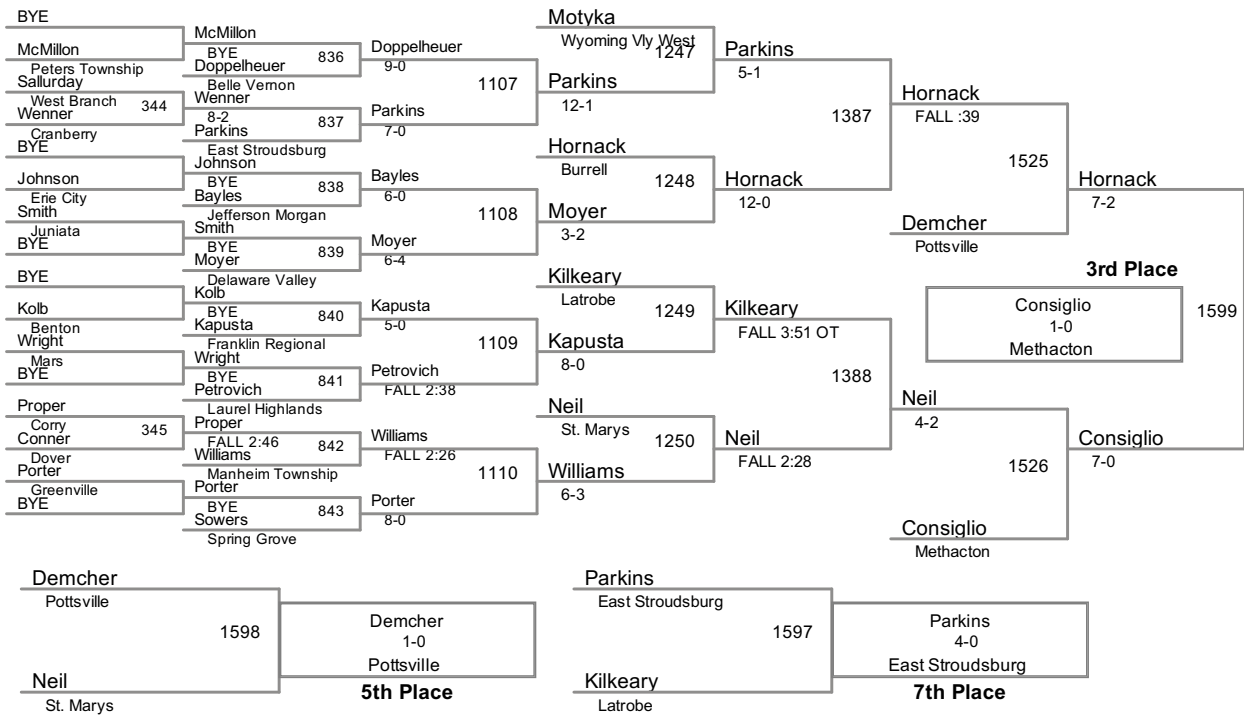 BYE
McMillon
Peters Township
Sallurday
West Branch
344
Wenner
Cranberry
BYE
Johnson
Erie City
Smith
Juniata
BYE
BYE
Kolb
Benton
Wright
Mars
BYE
Proper
Corry
345
Conner
Dover
Porter
Greenville
BYE
McMillon
BYE
836
Doppelheuer
Belle Vernon
Wenner
8-2
837
Parkins
East Stroudsburg
Johnson
BYE
838
Bayles
Jefferson Morgan
Smith
BYE
839
Moyer
Delaware Valley
Kolb
BYE
840
Kapusta
Franklin Regional
Wright
BYE
841
Petrovich
Laurel Highlands
Proper
FALL 2:46
842
Williams
Manheim Township
Porter
BYE
843
Sowers
Spring Grove
Doppelheuer
9-0
1107
Parkins
7-0
Bayles
6-0
1108
Moyer
6-4
Kapusta
5-0
1109
Petrovich
FALL 2:38
Williams
FALL 2:26
1110
Porter
8-0
Motyka
Wyoming Vly West
1247
Parkins
12-1
Hornack
Burrell
1248
Moyer
3-2
Kilkeary
Latrobe
1249
Kapusta
8-0
Neil
St. Marys
1250
Williams
6-3
Parkins
5-1
1387
Hornack
12-0
Kilkeary
FALL 3:51 OT
1388
Neil
FALL 2:28
Hornack
FALL :39
1525
Demcher
Pottsville
Neil
4-2
1526
Consiglio
Methacton
Hornack
7-2
3rd Place
Consiglio
1-0
Methacton
1599
Consiglio
7-0
Demcher
Pottsville
1598
Neil
St. Marys
Demcher
1-0
Pottsville
5th Place
Parkins
East Stroudsburg
1597
Kilkeary
Latrobe
Parkins
4-0
East Stroudsburg
7th Place